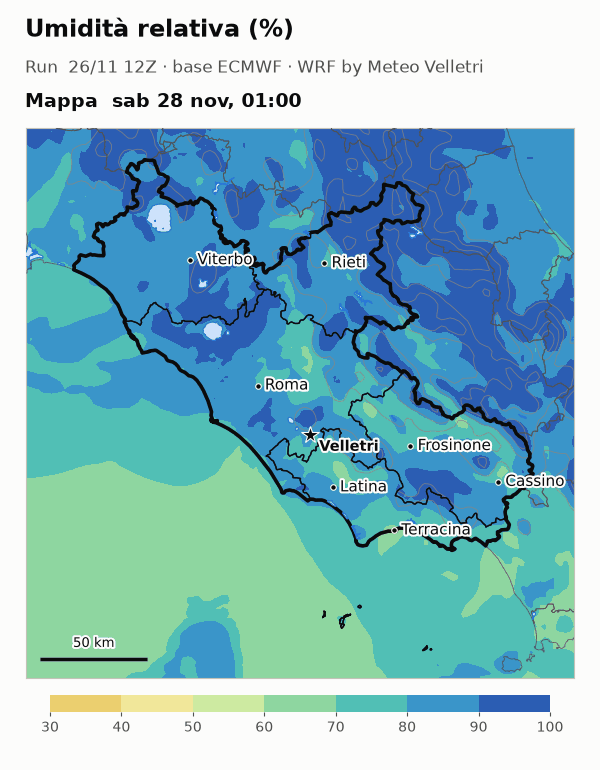 Umidità relativa (%)
Run  26/11 12Z · base ECMWF · WRF by Meteo Velletri
Mappa  sab 28 nov, 01:00
Viterbo
Rieti
Roma
Velletri
Frosinone
Cassino
Latina
Terracina
50 km
30 40 50 60 70 80 90 100